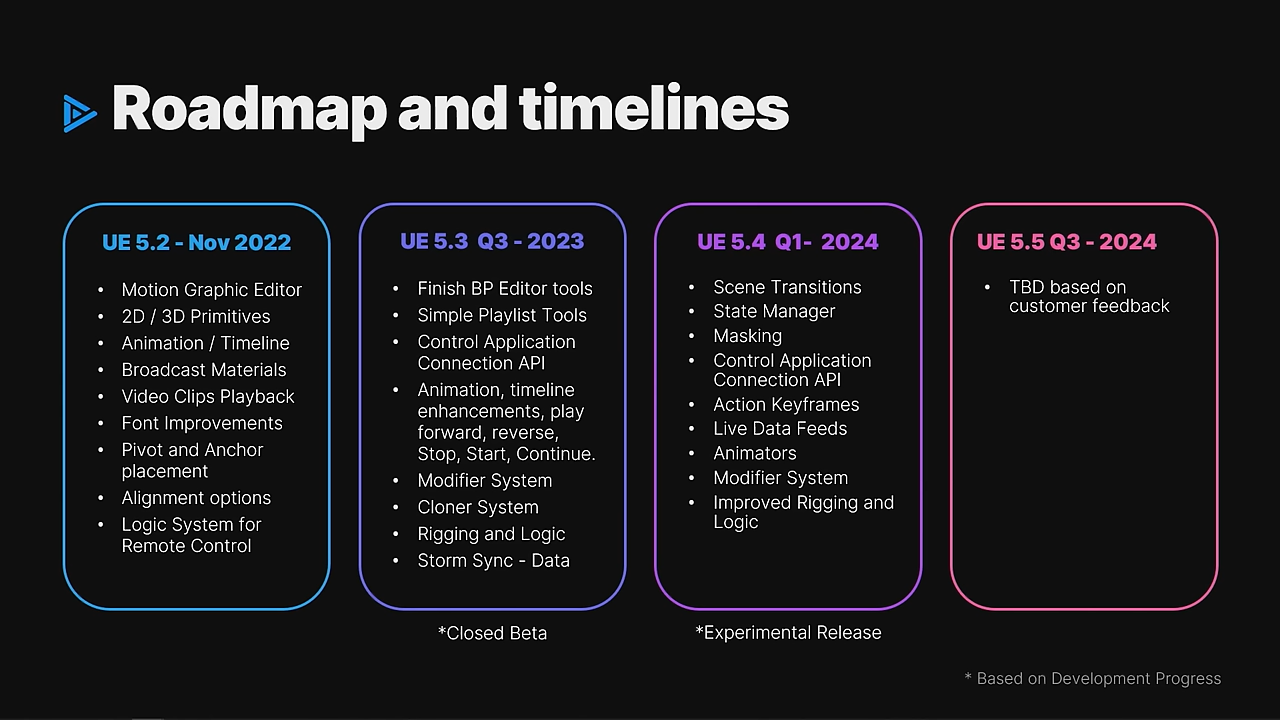 Roadmap and timelines
UE 5.2 - Nov 2022
• Motion Graphic Editor
• 2D / 3D Primitives
• Animation / Timeline
• Broadcast Materials
• Video Clips Playback
• Font Improvements
• Pivot and Anchor
placement
• Alignment options
• Logic System for
Remote Control
UE 5.3 Q3 - 2023
• Finish BP Editor tools
• Simple Playlist Tools
• Control Application
Connection API
• Animation, timeline
enhancements, play
forward, reverse,
Stop, Start, Continue.
• Modifier System
• Cloner System
• Rigging and Logic
• Storm Sync - Data
*Closed Beta
UE 5.4 Q1- 2024
• Scene Transitions
• State Manager
• Masking
• Control Application
Connection API
• Action Keyframes
• Live Data Feeds
• Animators
• Modifier System
• Improved Rigging and
Logic
*Experimental Release
UE 5.5 Q3 - 2024
• TBD based on
customer feedback
* Based on Development Progress